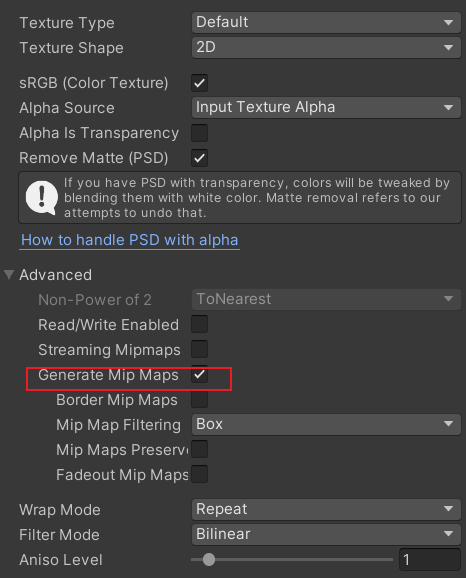 Texture Type Default
Texture Shape 2D
sRGB (Color Texture)
Alpha Source Input Texture Alpha
Alpha Is Transparency
Remove Matte (PSD)
If you have PSD with transparency, colors will be tweaked by
blending them with white color. Matte removal refers to our
attempts to undo that.
How to handle PSD with alpha
Advanced
Non-Power of 2 ToNearest
Read/Write Enabled
Streaming Mipmaps
Generate Mip Maps
Border Mip Maps
Mip Map Filtering Box
Mip Maps Preserve
Fadeout Mip Maps
Wrap Mode Repeat
Filter Mode Bilinear
Aniso Level 1